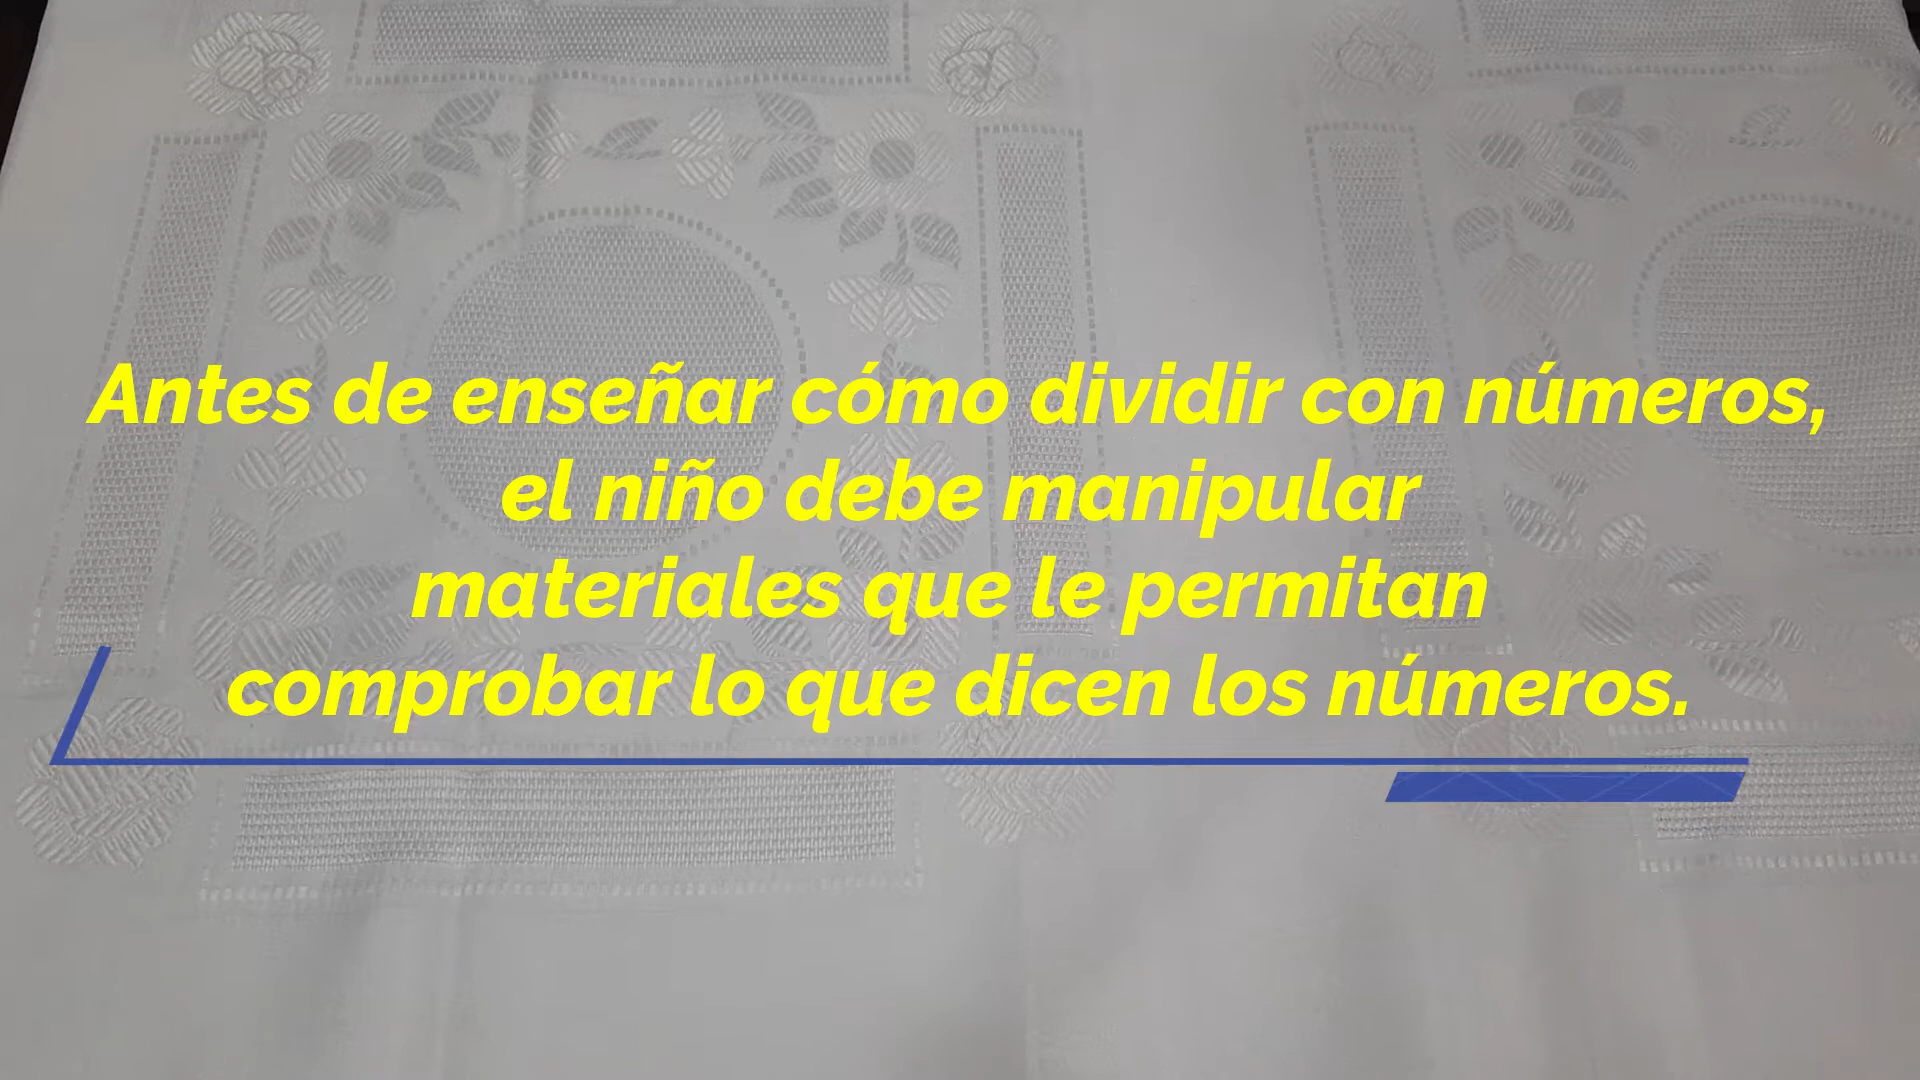 Antes de enseñar cómo dividir con números,
el niño debe manipular
materiales que le permitan
comprobar lo que dicen los números.